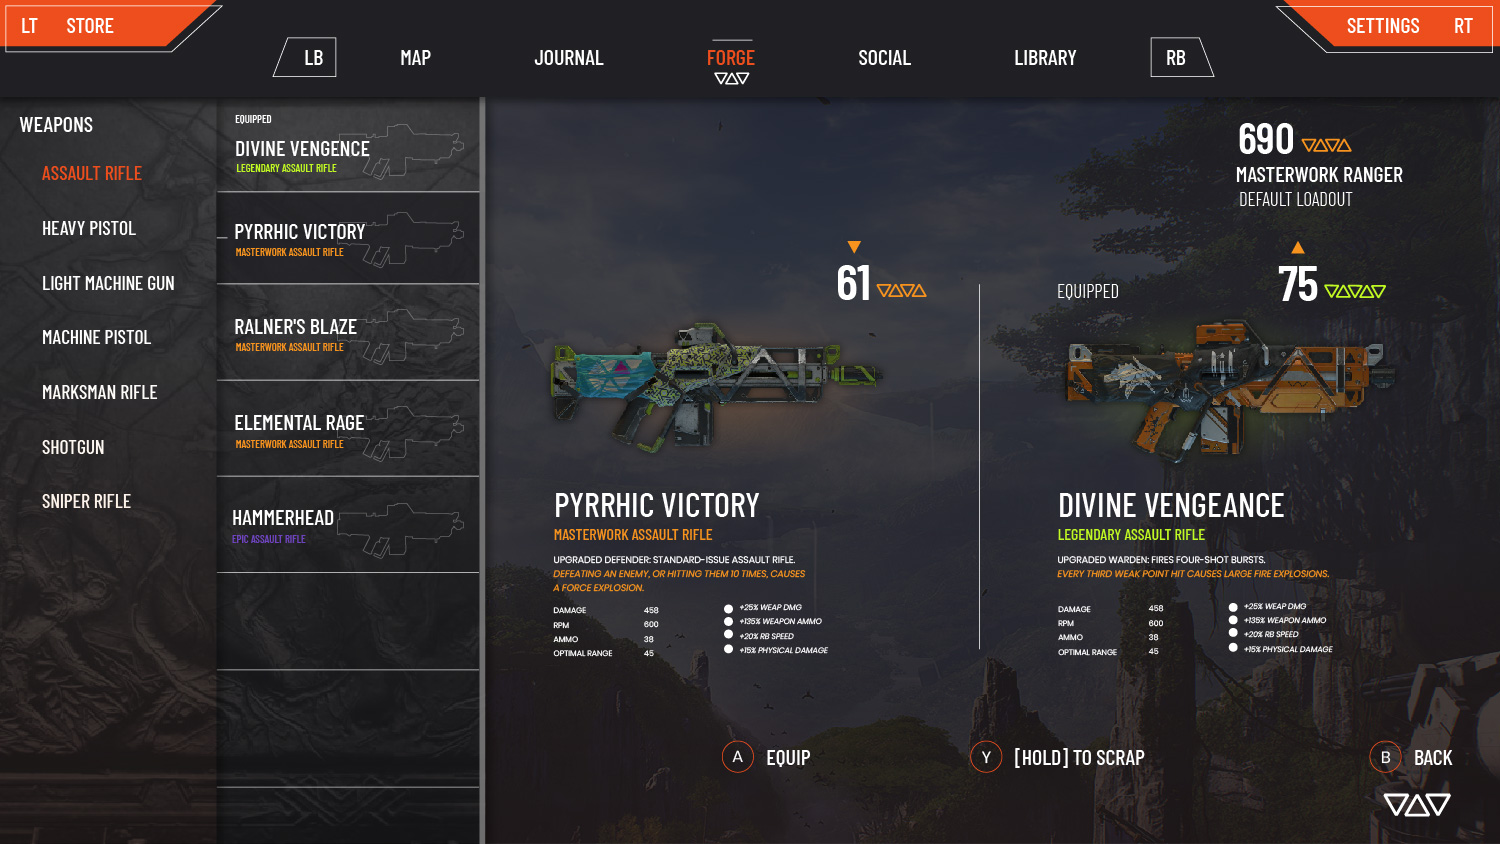 LT STORE
SETTINGS RT
LB MAP JOURNAL FORGE SOCIAL LIBRARY RB
WEAPONS
ASSAULT RIFLE
HEAVY PISTOL
LIGHT MACHINE GUN
MACHINE PISTOL
MARKSMAN RIFLE
SHOTGUN
SNIPER RIFLE
EQUIPPED
DIVINE VENGENCE
LEGENDARY ASSAULT RIFLE
PYRRHIC VICTORY
MASTERWORK ASSAULT RIFLE
RALNER'S BLAZE
MASTERWORK ASSAULT RIFLE
ELEMENTAL RAGE
MASTERWORK ASSAULT RIFLE
HAMMERHEAD
EPIC ASSAULT RIFLE
690
MASTERWORK RANGER
DEFAULT LOADOUT
61
PYRRHIC VICTORY
MASTERWORK ASSAULT RIFLE
UPGRADED DEFENDER: STANDARD-ISSUE ASSAULT RIFLE.
DEFEATING AN ENEMY, OR HITTING THEM 10 TIMES, CAUSES
A FORCE EXPLOSION.
DAMAGE 458
RPM 600
AMMO 38
OPTIMAL RANGE 45
+25% WEAP DMG
+135% WEAPON AMMO
+20% RB SPEED
+15% PHYSICAL DAMAGE
EQUIPPED
75
DIVINE VENGEANCE
LEGENDARY ASSAULT RIFLE
UPGRADED WARDEN: FIRES FOUR-SHOT BURSTS.
EVERY THIRD WEAK POINT HIT CAUSES LARGE FIRE EXPLOSIONS.
DAMAGE 458
RPM 600
AMMO 38
OPTIMAL RANGE 45
+25% WEAP DMG
+135% WEAPON AMMO
+20% RB SPEED
+15% PHYSICAL DAMAGE
A EQUIP
Y [HOLD] TO SCRAP
B BACK